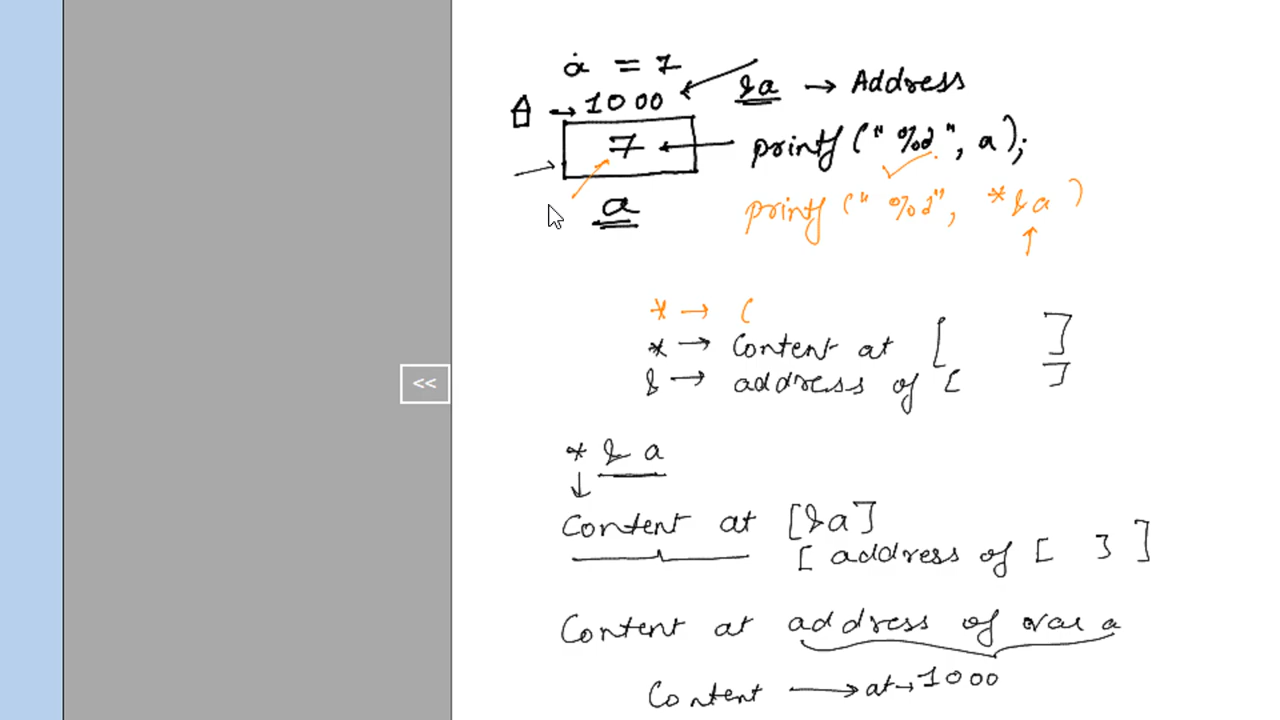 a = 7
→ 1000
&a → Address
7 ← printf(" %d ", a);
a
printf(" %d", *&a )
* → (
* → Content at [ ]
& → address of [ ]
<<
* & a
↓
Content at [&a]
[ address of [ ] ]
Content at address of var a
Content → at → 1000